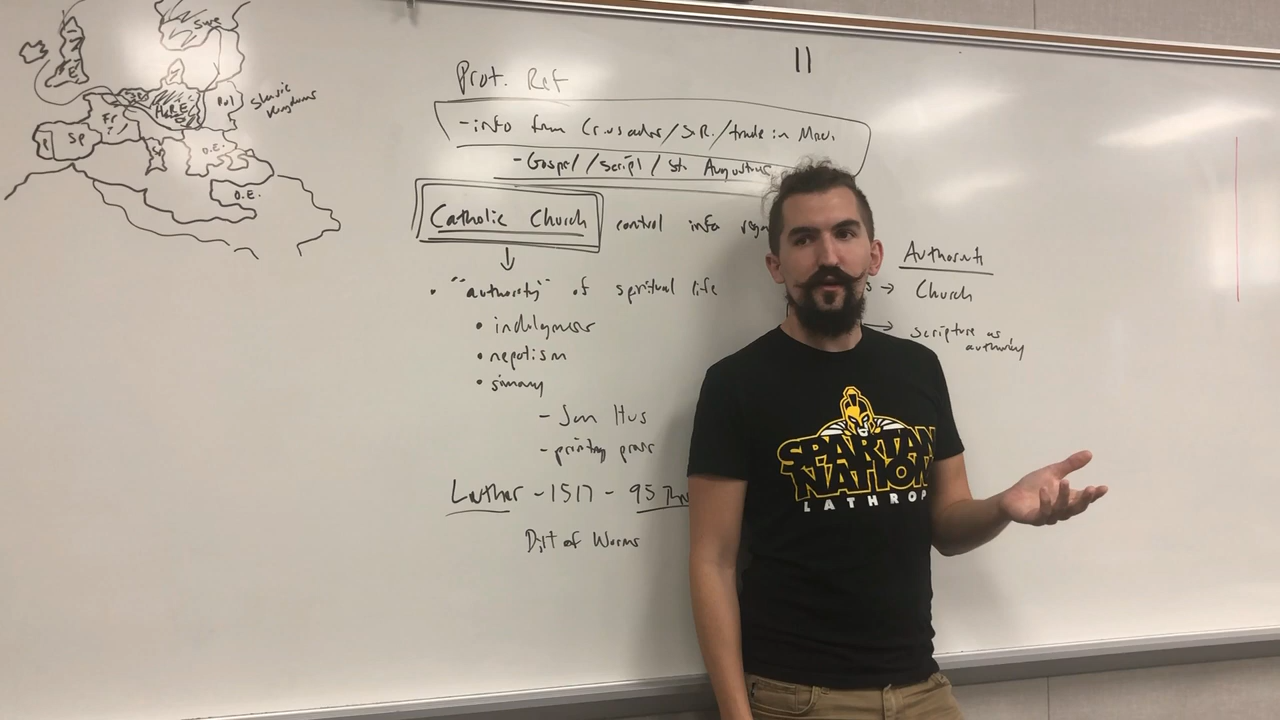 Swe
E
H.R.E.
Pol
Slavic
Kingdoms
Fr
Sp
P
O.E.
O.E.
11
Prot. Ref
- info from Crusades/S.R./trade in Med.
- Gospel/script/St. Augustine
Catholic Church control info
• "authority" of spiritual life
• indulgences
• nepotism
• simony
- Jan Hus
- printing press
Luther - 1517 - 95
Diet of Worms
Authority
→ Church
→ scripture as
authority
SPARTAN
NATION
LATHROP